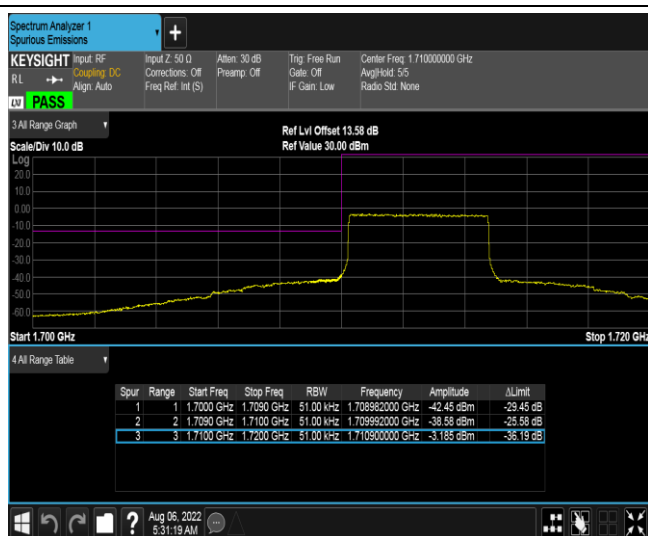 Spectrum Analyzer 1
Spurious Emissions
+
KEYSIGHT Input: RF Input Z: 50 Ω Atten: 30 dB Trig: Free Run Center Freq: 1.710000000 GHz
RL Coupling: DC Corrections: Off Preamp: Off Gate: Off Avg|Hold: 5/5
Align: Auto Freq Ref: Int (S) IF Gain: Low Radio Std: None
LXI PASS
3 All Range Graph
Ref Lvl Offset 13.58 dB
Scale/Div 10.0 dB Ref Value 30.00 dBm
Log
20.0
10.0
0.00
-10.0
-20.0
-30.0
-40.0
-50.0
-60.0
Start 1.700 GHz Stop 1.720 GHz
4 All Range Table
Spur Range Start Freq Stop Freq RBW Frequency Amplitude ΔLimit
1 1 1.7000 GHz 1.7090 GHz 51.00 kHz 1.708982000 GHz -42.45 dBm -29.45 dB
2 2 1.7090 GHz 1.7100 GHz 51.00 kHz 1.709992000 GHz -38.58 dBm -25.58 dB
3 3 1.7100 GHz 1.7200 GHz 51.00 kHz 1.710900000 GHz -3.185 dBm -36.19 dB
? Aug 06, 2022
5:31:19 AM